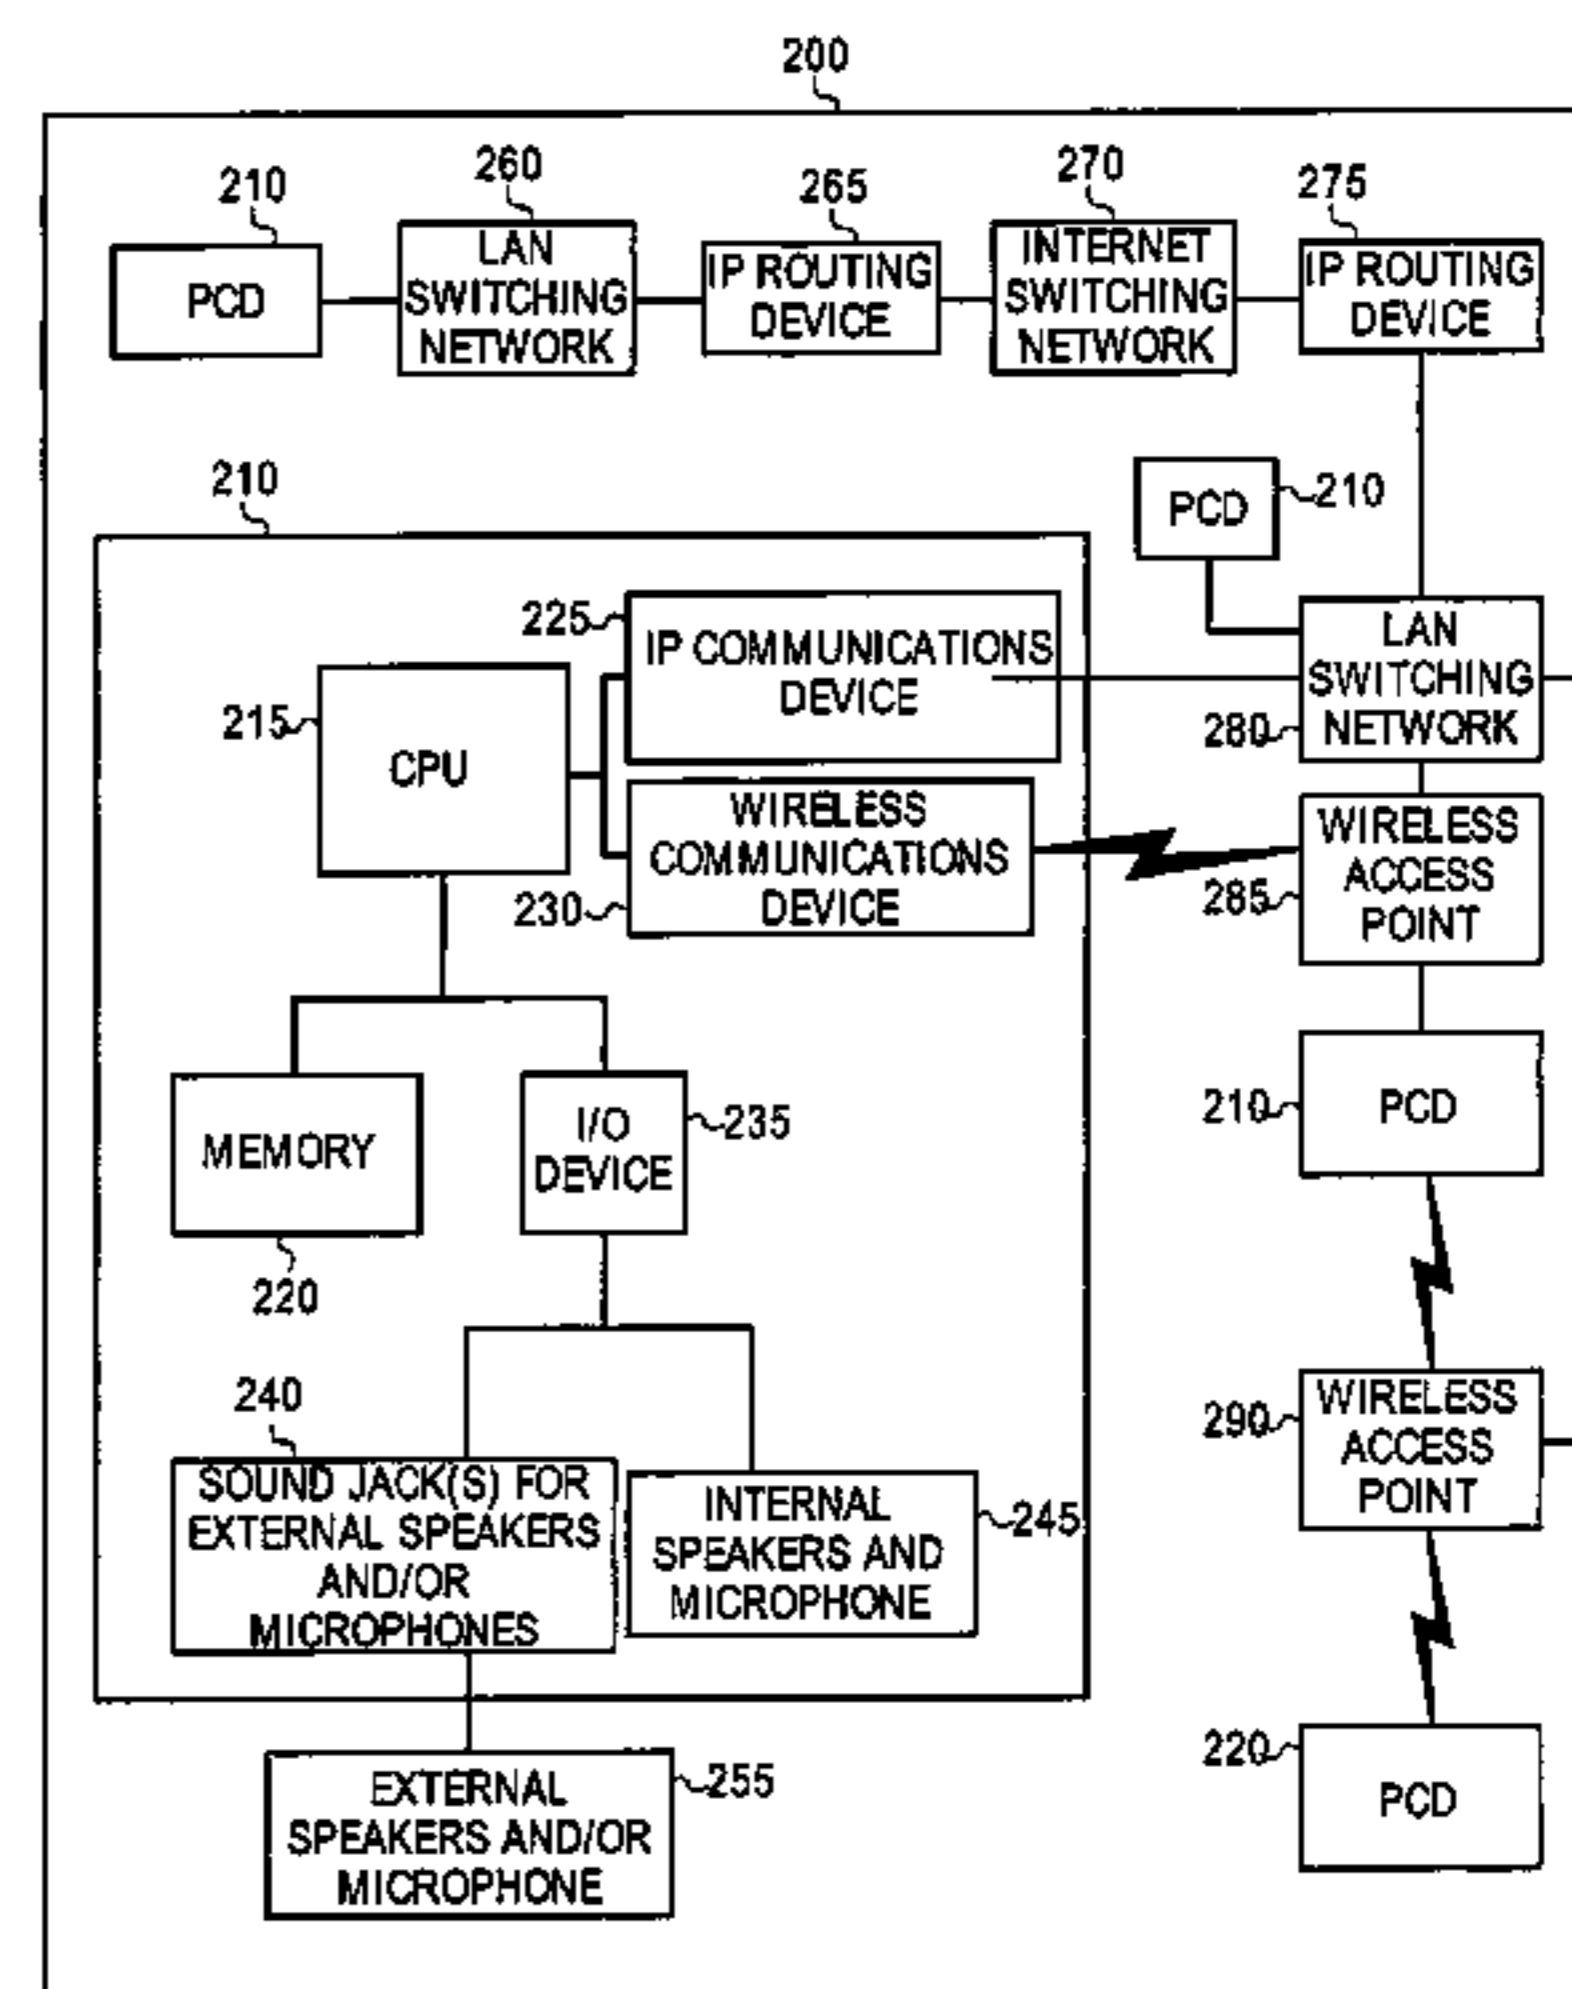 200
210
260
265
270
275
PCD
LAN
SWITCHING
NETWORK
IP ROUTING
DEVICE
INTERNET
SWITCHING
NETWORK
IP ROUTING
DEVICE
210
PCD
210
225
IP COMMUNICATIONS
DEVICE
LAN
SWITCHING
NETWORK
280
215
CPU
WIRELESS
COMMUNICATIONS
DEVICE
230
WIRELESS
ACCESS
POINT
285
MEMORY
220
I/O
DEVICE
235
210
PCD
240
SOUND JACK(S) FOR
EXTERNAL SPEAKERS
AND/OR
MICROPHONES
INTERNAL
SPEAKERS AND
MICROPHONE
245
290
WIRELESS
ACCESS
POINT
EXTERNAL
SPEAKERS AND/OR
MICROPHONE
255
220
PCD